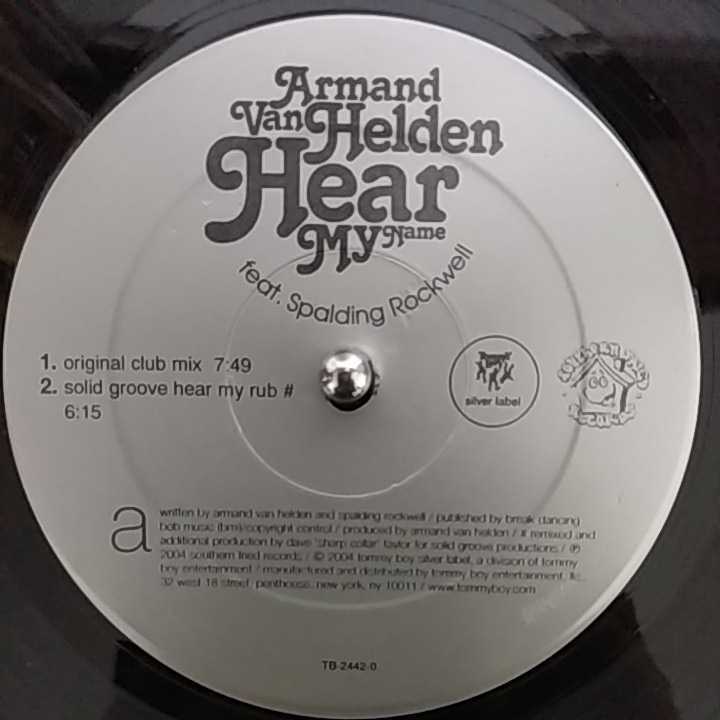 Armand
Van Helden
Hear
My Name
feat. Spalding Rockwell
1. original club mix 7:49
2. solid groove hear my rub #
6:15
silver label
a
written by armand van helden and spalding rockwell / published by break dancing
bob music (bmi)/copyright control / produced by armand van helden / # remixed and
additional production by dave 'sharp collar' taylor for solid groove productions / ℗
2004 southern fried records / © 2004 tommy boy silver label, a division of tommy
boy entertainment / manufactured and distributed by tommy boy entertainment, llc.,
32 west 18 street, penthouse, new york, ny 10011 / www.tommyboy.com
TB-2442-0